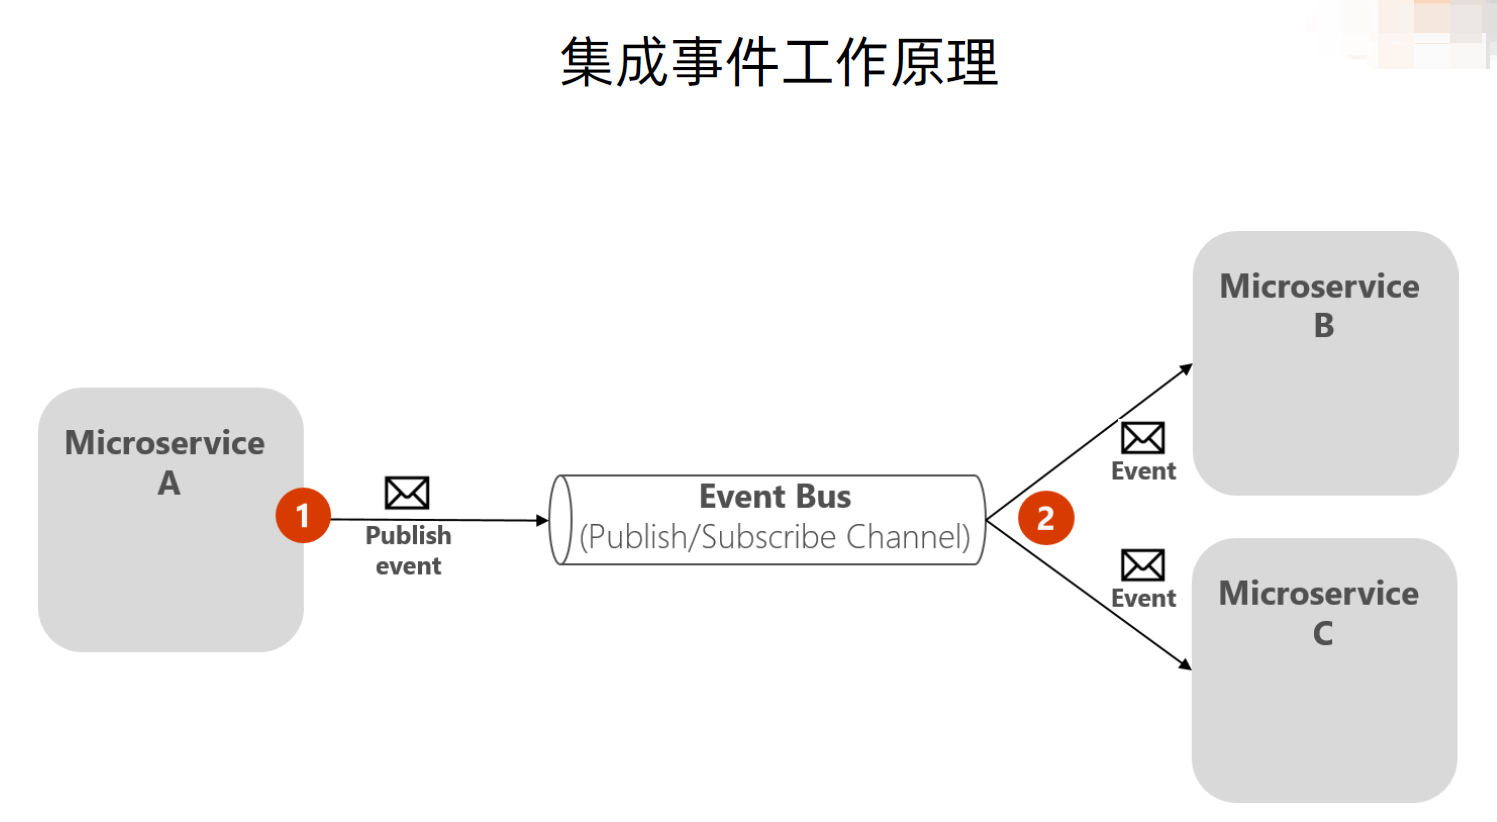 集成事件工作原理
Microservice
B
Microservice
A
1
Publish
event
Event Bus
(Publish/Subscribe Channel)
2
Event
Event
Microservice
C